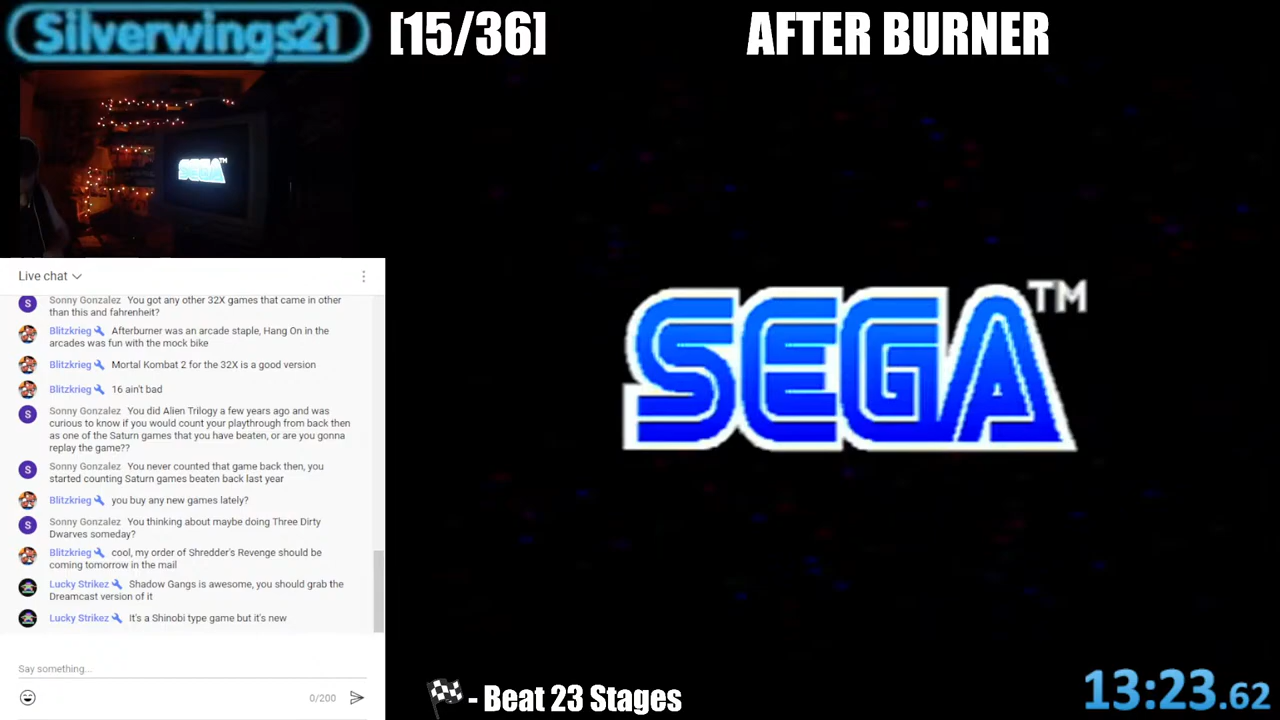 Silverwings21
[15/36]
AFTER BURNER
SEGA™
Live chat
Sonny Gonzalez You got any other 32X games that came in other
than this and fahrenheit?
Blitzkrieg Afterburner was an arcade staple, Hang On in the
arcades was fun with the mock bike
Blitzkrieg Mortal Kombat 2 for the 32X is a good version
Blitzkrieg 16 ain't bad
Sonny Gonzalez You did Alien Trilogy a few years ago and was
curious to know if you would count your playthrough from back then
as one of the Saturn games that you have beaten, or are you gonna
replay the game??
Sonny Gonzalez You never counted that game back then, you
started counting Saturn games beaten back last year
Blitzkrieg you buy any new games lately?
Sonny Gonzalez You thinking about maybe doing Three Dirty
Dwarves someday?
Blitzkrieg cool, my order of Shredder's Revenge should be
coming tomorrow in the mail
Lucky Strikez Shadow Gangs is awesome, you should grab the
Dreamcast version of it
Lucky Strikez It's a Shinobi type game but it's new
Say something...
0/200
SEGA™
- Beat 23 Stages
13:23.62